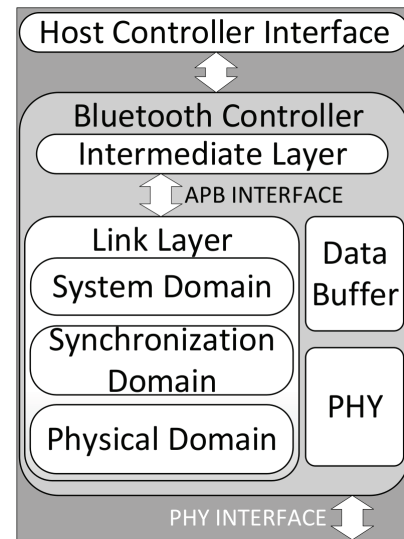 Host Controller Interface
Bluetooth Controller
Intermediate Layer
APB INTERFACE
Link Layer
System Domain
Synchronization
Domain
Physical Domain
Data
Buffer
PHY
PHY INTERFACE